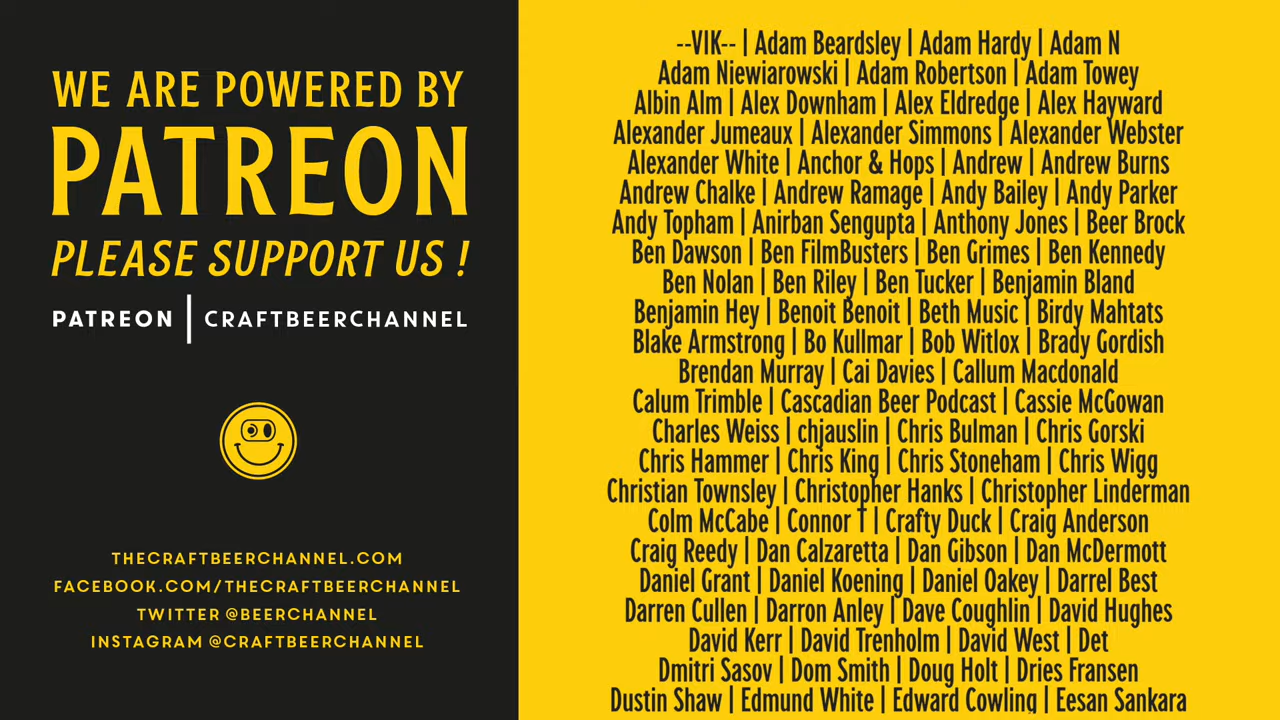 WE ARE POWERED BY
PATREON
PLEASE SUPPORT US !
PATREON | CRAFTBEERCHANNEL
THECRAFTBEERCHANNEL.COM
FACEBOOK.COM/THECRAFTBEERCHANNEL
TWITTER @BEERCHANNEL
INSTAGRAM @CRAFTBEERCHANNEL
--VIK-- | Adam Beardsley | Adam Hardy | Adam N
Adam Niewiarowski | Adam Robertson | Adam Towey
Albin Alm | Alex Downham | Alex Eldredge | Alex Hayward
Alexander Jumeaux | Alexander Simmons | Alexander Webster
Alexander White | Anchor & Hops | Andrew | Andrew Burns
Andrew Chalke | Andrew Ramage | Andy Bailey | Andy Parker
Andy Topham | Anirban Sengupta | Anthony Jones | Beer Brock
Ben Dawson | Ben FilmBusters | Ben Grimes | Ben Kennedy
Ben Nolan | Ben Riley | Ben Tucker | Benjamin Bland
Benjamin Hey | Benoit Benoit | Beth Music | Birdy Mahtats
Blake Armstrong | Bo Kullmar | Bob Witlox | Brady Gordish
Brendan Murray | Cai Davies | Callum Macdonald
Calum Trimble | Cascadian Beer Podcast | Cassie McGowan
Charles Weiss | chjauslin | Chris Bulman | Chris Gorski
Chris Hammer | Chris King | Chris Stoneham | Chris Wigg
Christian Townsley | Christopher Hanks | Christopher Linderman
Colm McCabe | Connor T | Crafty Duck | Craig Anderson
Craig Reedy | Dan Calzaretta | Dan Gibson | Dan McDermott
Daniel Grant | Daniel Koening | Daniel Oakey | Darrel Best
Darren Cullen | Darron Anley | Dave Coughlin | David Hughes
David Kerr | David Trenholm | David West | Det
Dmitri Sasov | Dom Smith | Doug Holt | Dries Fransen
Dustin Shaw | Edmund White | Edward Cowling | Eesan Sankara